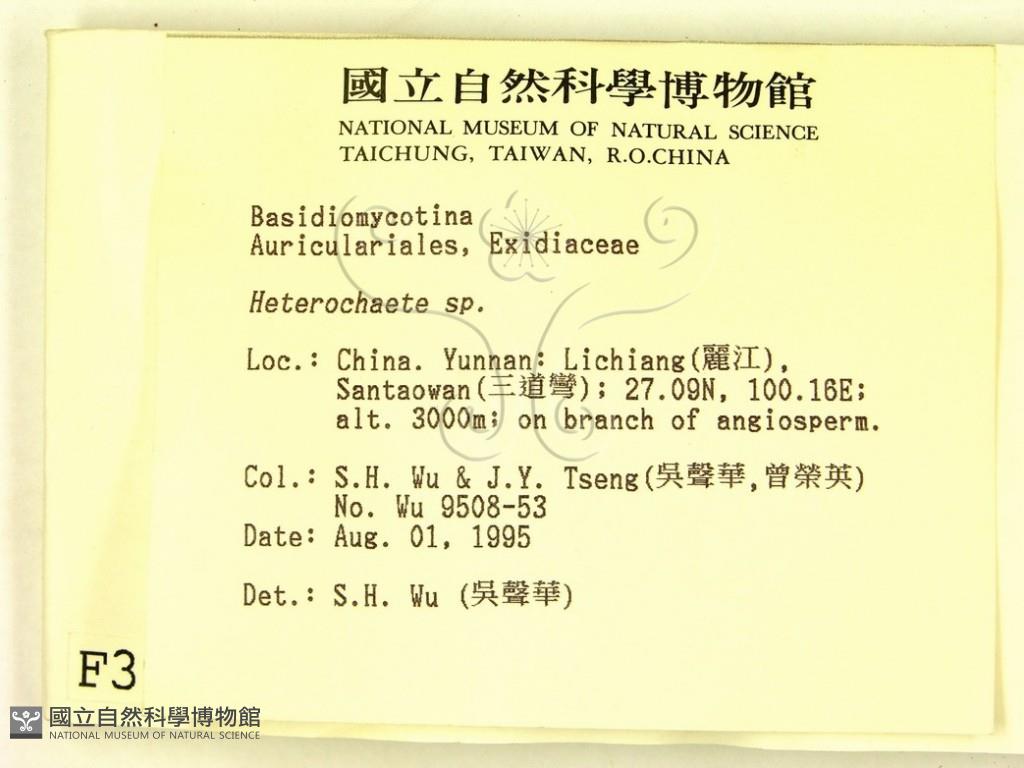 國立自然科學博物館
NATIONAL MUSEUM OF NATURAL SCIENCE
TAICHUNG, TAIWAN, R.O.CHINA
Basidiomycotina
Auriculariales, Exidiaceae
Heterochaete sp.
Loc.: China. Yunnan: Lichiang(麗江),
Santaowan(三道彎); 27.09N, 100.16E;
alt. 3000m; on branch of angiosperm.
Col.: S.H. Wu & J.Y. Tseng(吳聲華,曾榮英)
No. Wu 9508-53
Date: Aug. 01, 1995
Det.: S.H. Wu (吳聲華)
F3
國立自然科學博物館
NATIONAL MUSEUM OF NATURAL SCIENCE